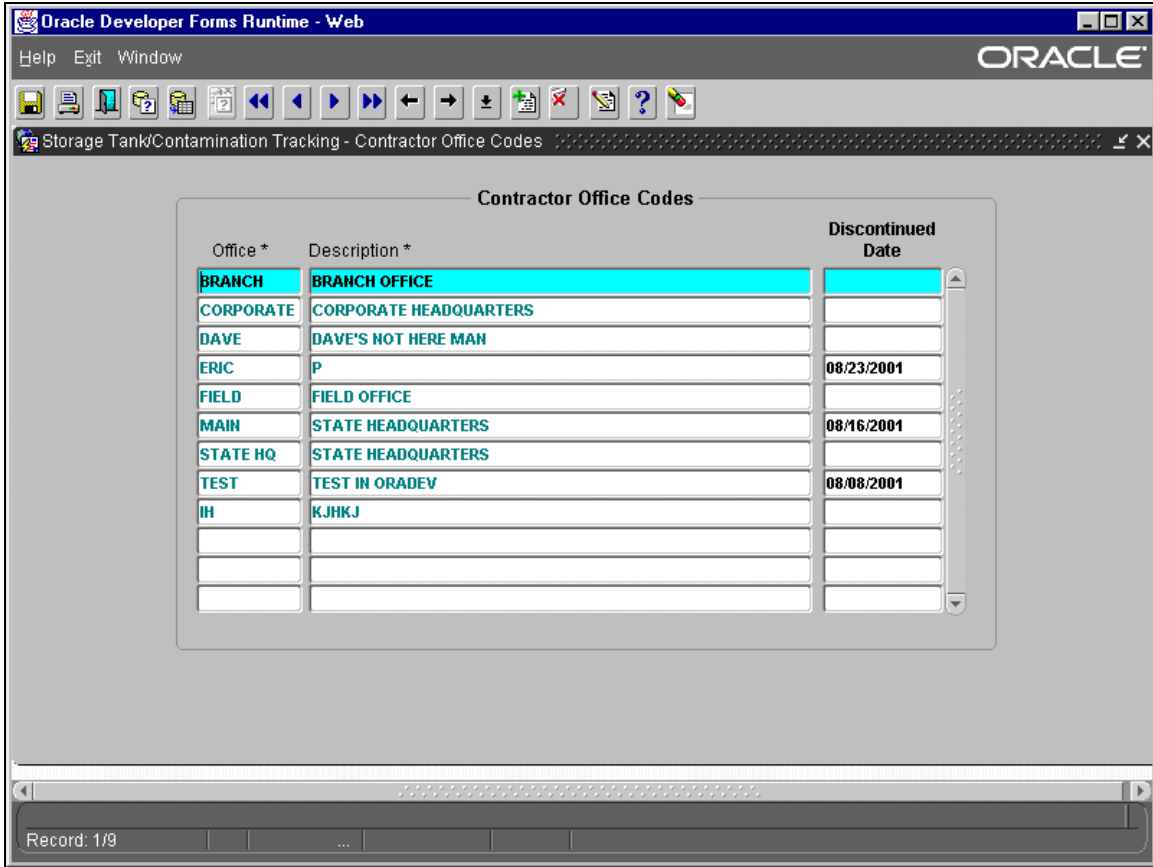 Oracle Developer Forms Runtime - Web
Help Exit Window ORACLE
Storage Tank/Contamination Tracking - Contractor Office Codes
Contractor Office Codes
Office * Description * Discontinued Date
BRANCH BRANCH OFFICE
CORPORATE CORPORATE HEADQUARTERS
DAVE DAVE'S NOT HERE MAN
ERIC P 08/23/2001
FIELD FIELD OFFICE
MAIN STATE HEADQUARTERS 08/16/2001
STATE HQ STATE HEADQUARTERS
TEST TEST IN ORADEV 08/08/2001
IH KJHKJ
Record: 1/9 ...